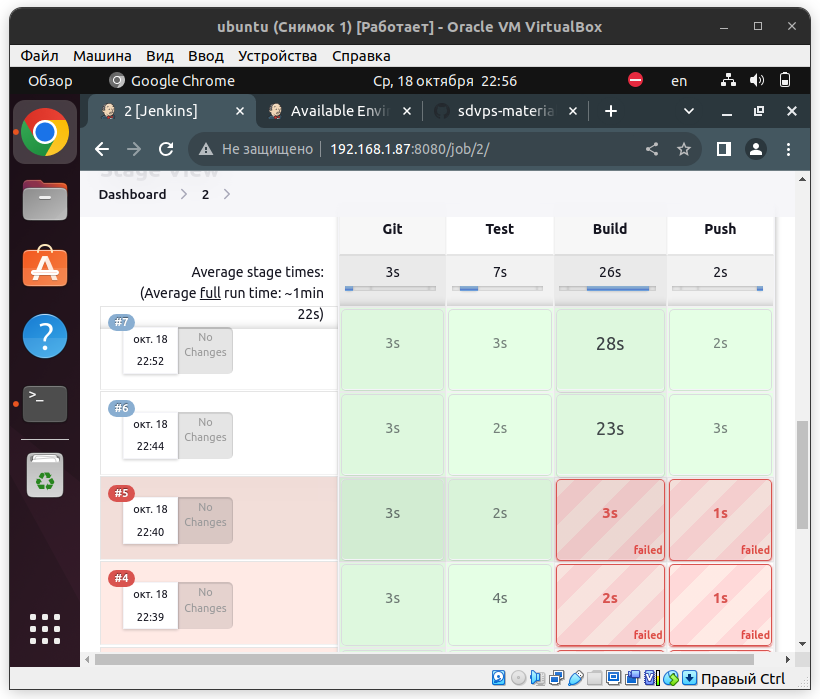 ubuntu (Снимок 1) [Работает] - Oracle VM VirtualBox
Файл Машина Вид Ввод Устройства Справка
Обзор Google Chrome Ср, 18 октября 22:56 en
2 [Jenkins] Available Envi sdvps-materia
Не защищено 192.168.1.87:8080/job/2/
Stage View
Dashboard 2
Git Test Build Push
Average stage times: 3s 7s 26s 2s
(Average full run time: ~1min
22s)
#7
окт. 18 No
Changes 3s 3s 28s 2s
22:52
#6
окт. 18 No
Changes 3s 2s 23s 3s
22:44
#5
окт. 18 No
Changes 3s 2s 3s 1s
22:40
failed failed
#4
окт. 18 No
Changes 3s 4s 2s 1s
22:39
failed failed
Правый Ctrl